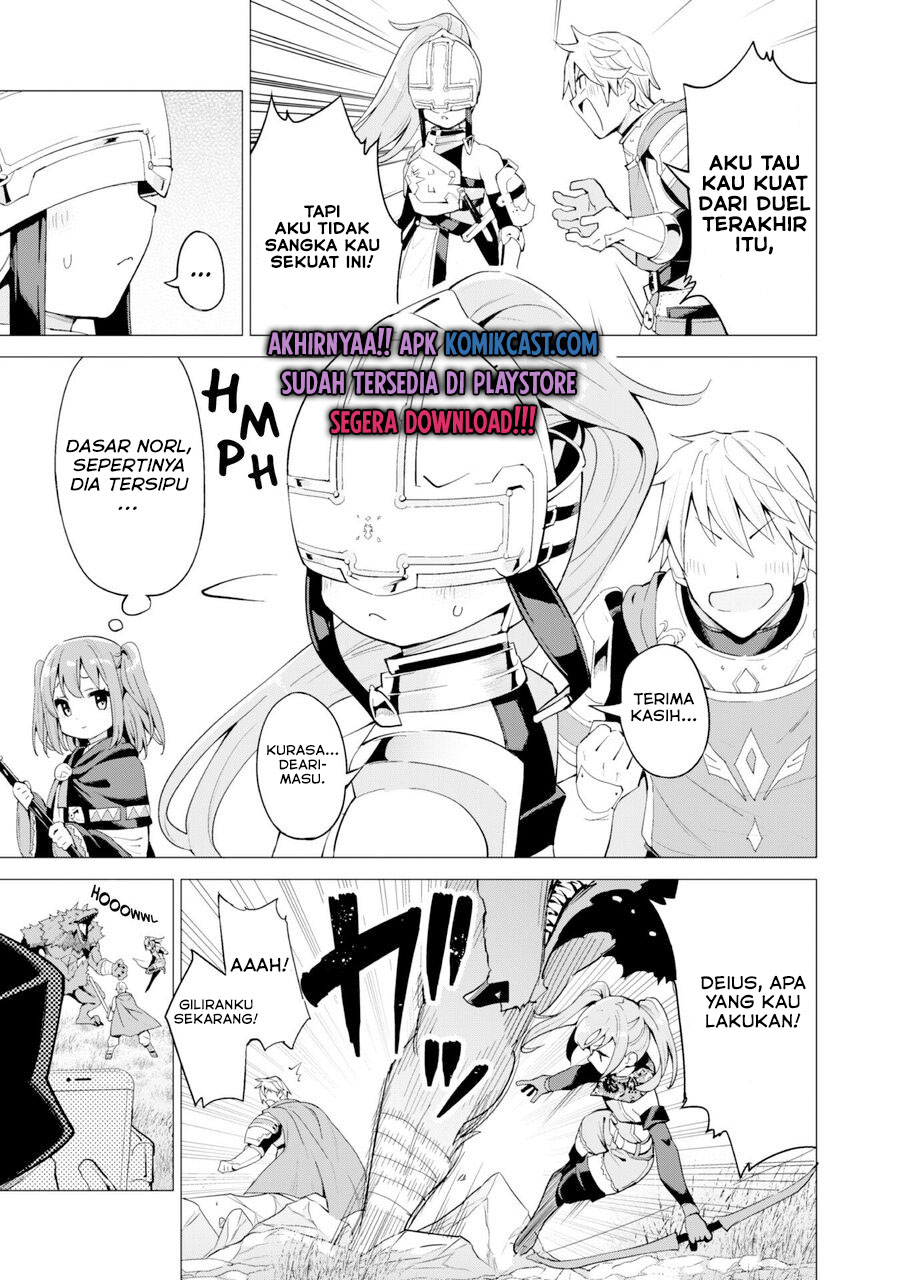 AKU TAU
KAU KUAT
DARI DUEL
TERAKHIR
ITU,
TAPI
AKU TIDAK
SANGKA KAU
SEKUAT INI!
...
AKHIRNYAA!! APK KOMIKCAST.COM
SUDAH TERSEDIA DI PLAYSTORE
SEGERA DOWNLOAD!!!
TERIMA
KASIH...
HMPH
KURASA...
DEARI-
MASU.
DASAR NORL,
SEPERTINYA
DIA TERSIPU
...
DEIUS, APA
YANG KAU
LAKUKAN!
ガッ
AAAH!
GILIRANKU
SEKARANG!
HOOOWWL